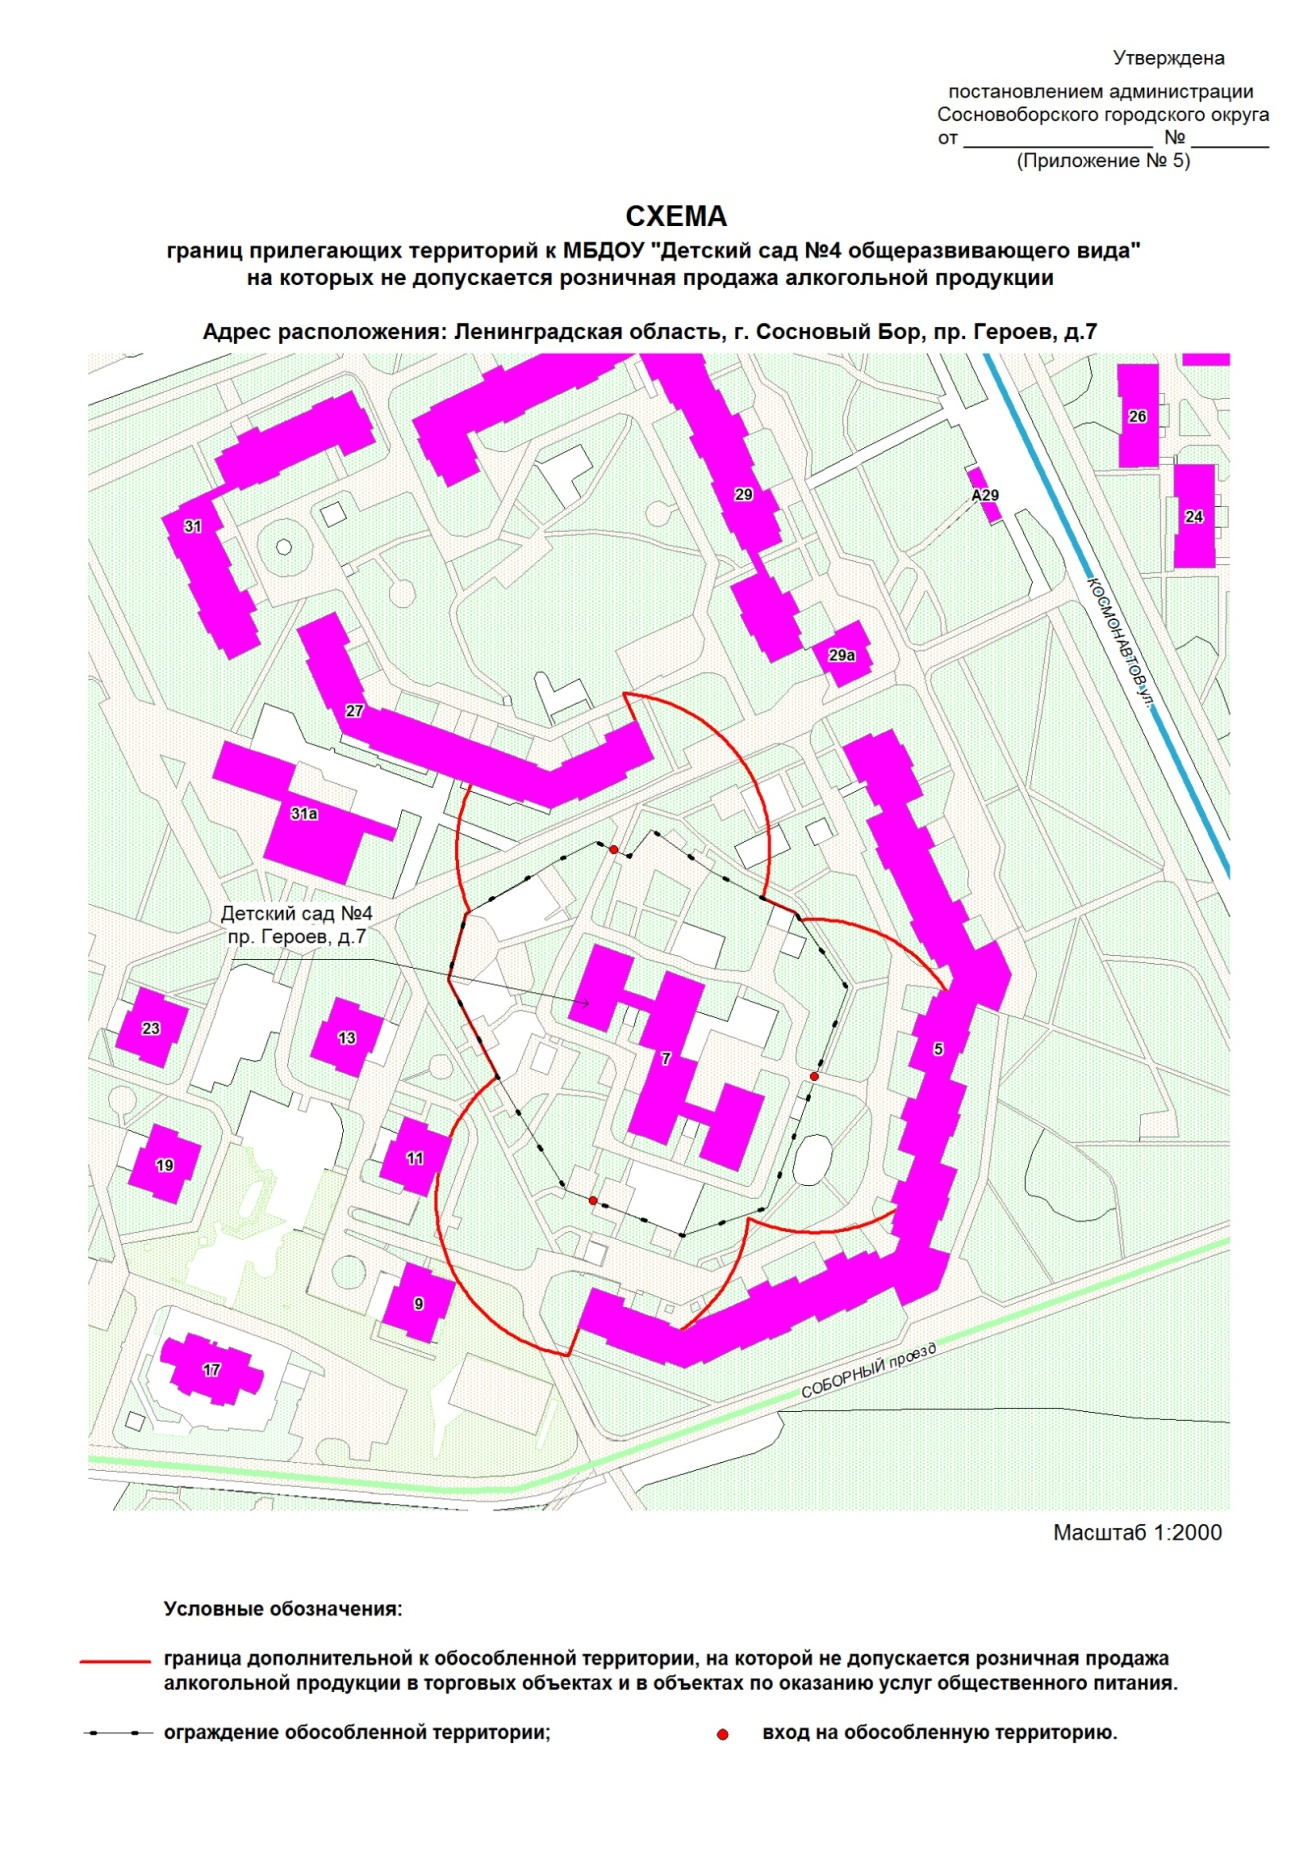 Утверждена
постановлением администрации
Сосновоборского городского округа
от _________________ № _______
(Приложение № 5)
СХЕМА
границ прилегающих территорий к МБДОУ "Детский сад №4 общеразвивающего вида"
на которых не допускается розничная продажа алкогольной продукции
Адрес расположения: Ленинградская область, г. Сосновый Бор, пр. Героев, д.7
26
29
А29
24
31
КОСМОНАВТОВ ул.
29а
27
31а
Детский сад №4
пр. Героев, д.7
23
13
7
5
11
19
9
17
СОБОРНЫЙ проезд
Масштаб 1:2000
Условные обозначения:
граница дополнительной к обособленной территории, на которой не допускается розничная продажа
алкогольной продукции в торговых объектах и в объектах по оказанию услуг общественного питания.
ограждение обособленной территории;
вход на обособленную территорию.